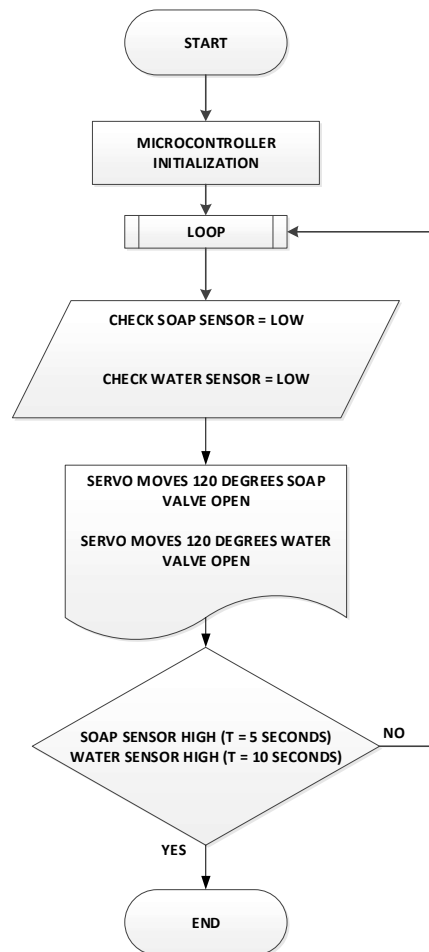 START
MICROCONTROLLER
INITIALIZATION
LOOP
CHECK SOAP SENSOR = LOW
CHECK WATER SENSOR = LOW
SERVO MOVES 120 DEGREES SOAP
VALVE OPEN
SERVO MOVES 120 DEGREES WATER
VALVE OPEN
SOAP SENSOR HIGH (T = 5 SECONDS)
WATER SENSOR HIGH (T = 10 SECONDS)
NO
YES
END